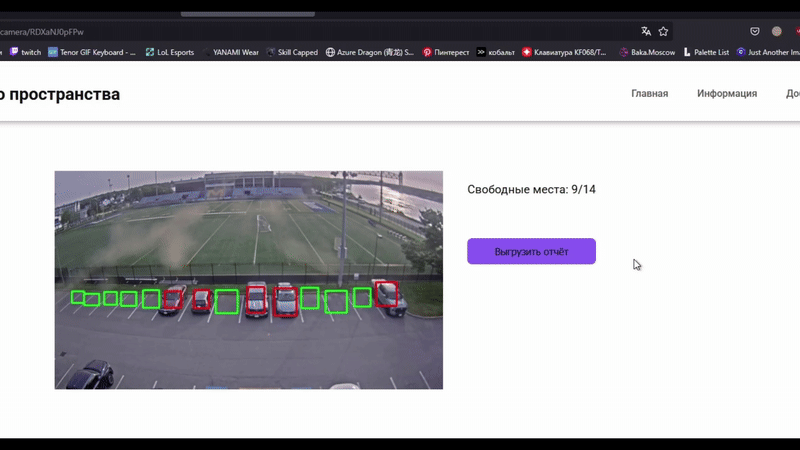 camera/RDXaNJ0pFPw
twitch Tenor GIF Keyboard - ... LoL Esports YANAMI Wear Skill Capped Azure Dragon (青龙) S... Пинтерест кобальт Клавиатура KF068/T... Baka.Moscow Palette List Just Another Ima
о пространства
Главная Информация До
Свободные места: 9/14
Выгрузить отчёт